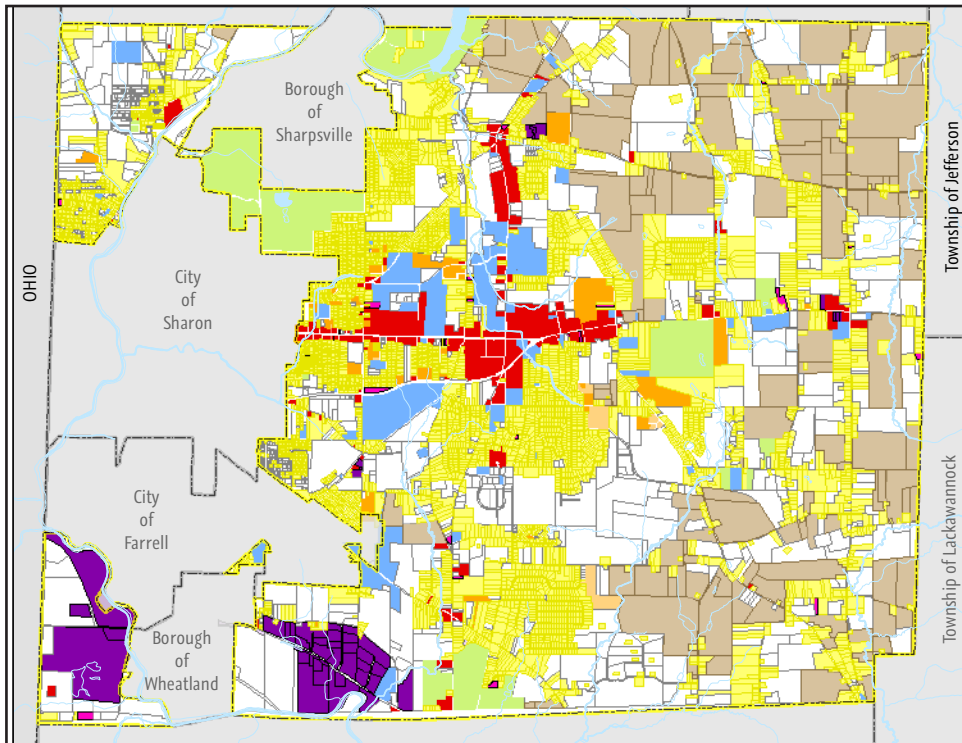 Borough
of
Sharpsville
Township of Jefferson
OHIO
City
of
Sharon
City
of
Farrell
Township of Lackawannock
Borough
of
Wheatland